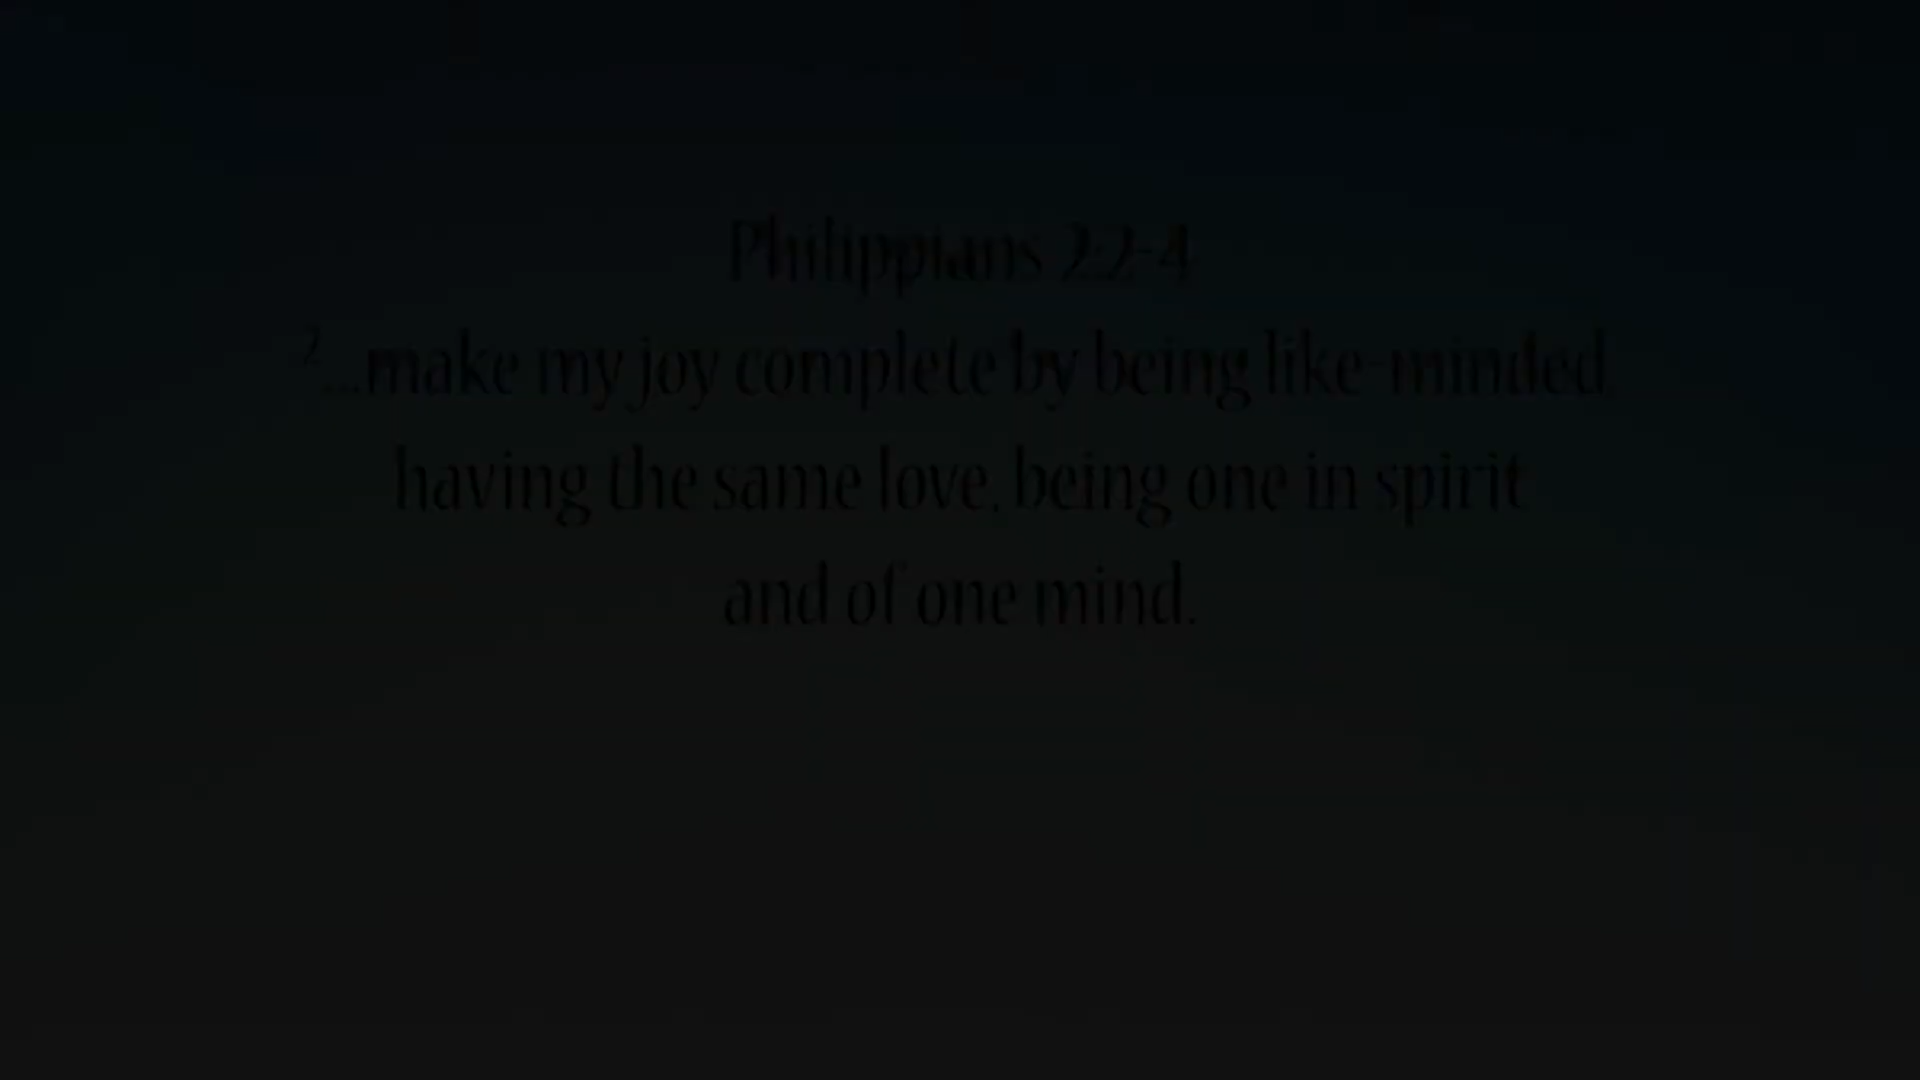 Philippians 2:2-4
2...make my joy complete by being like-minded,
having the same love, being one in spirit
and of one mind.